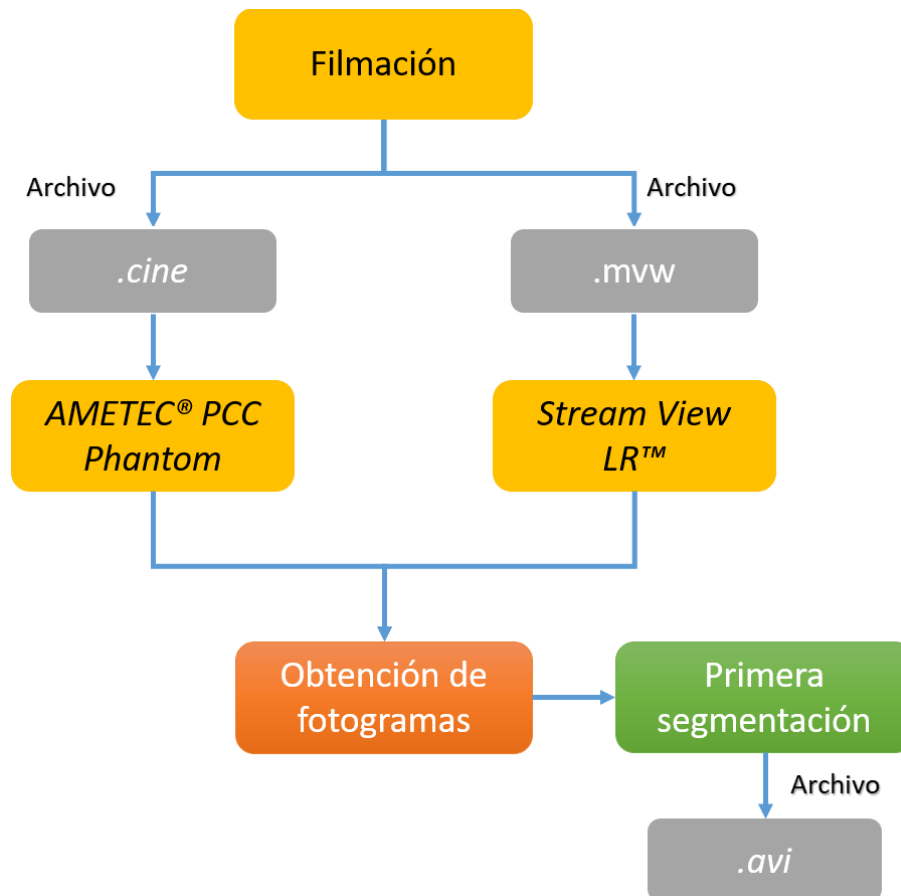 Filmación
Archivo
Archivo
.cine
.mvw
AMETEC® PCC
Phantom
Stream View
LR™
Obtención de
fotogramas
Primera
segmentación
Archivo
.avi